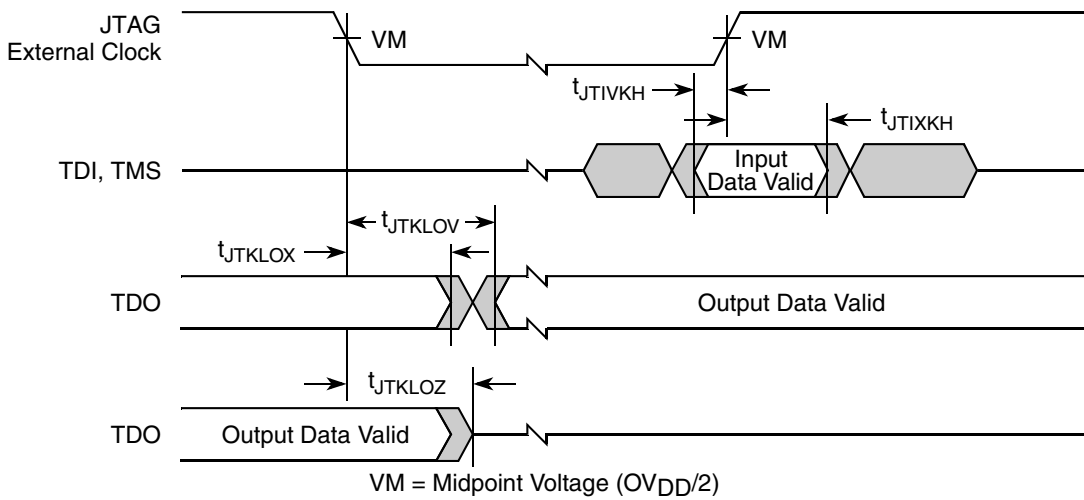 JTAG
External Clock
VM
VM
tJTIVKH
tJTIXKH
TDI, TMS
Input
Data Valid
tJTKLOV
tJTKLOX
TDO
Output Data Valid
tJTKLOZ
TDO
Output Data Valid
VM = Midpoint Voltage (OVDD/2)